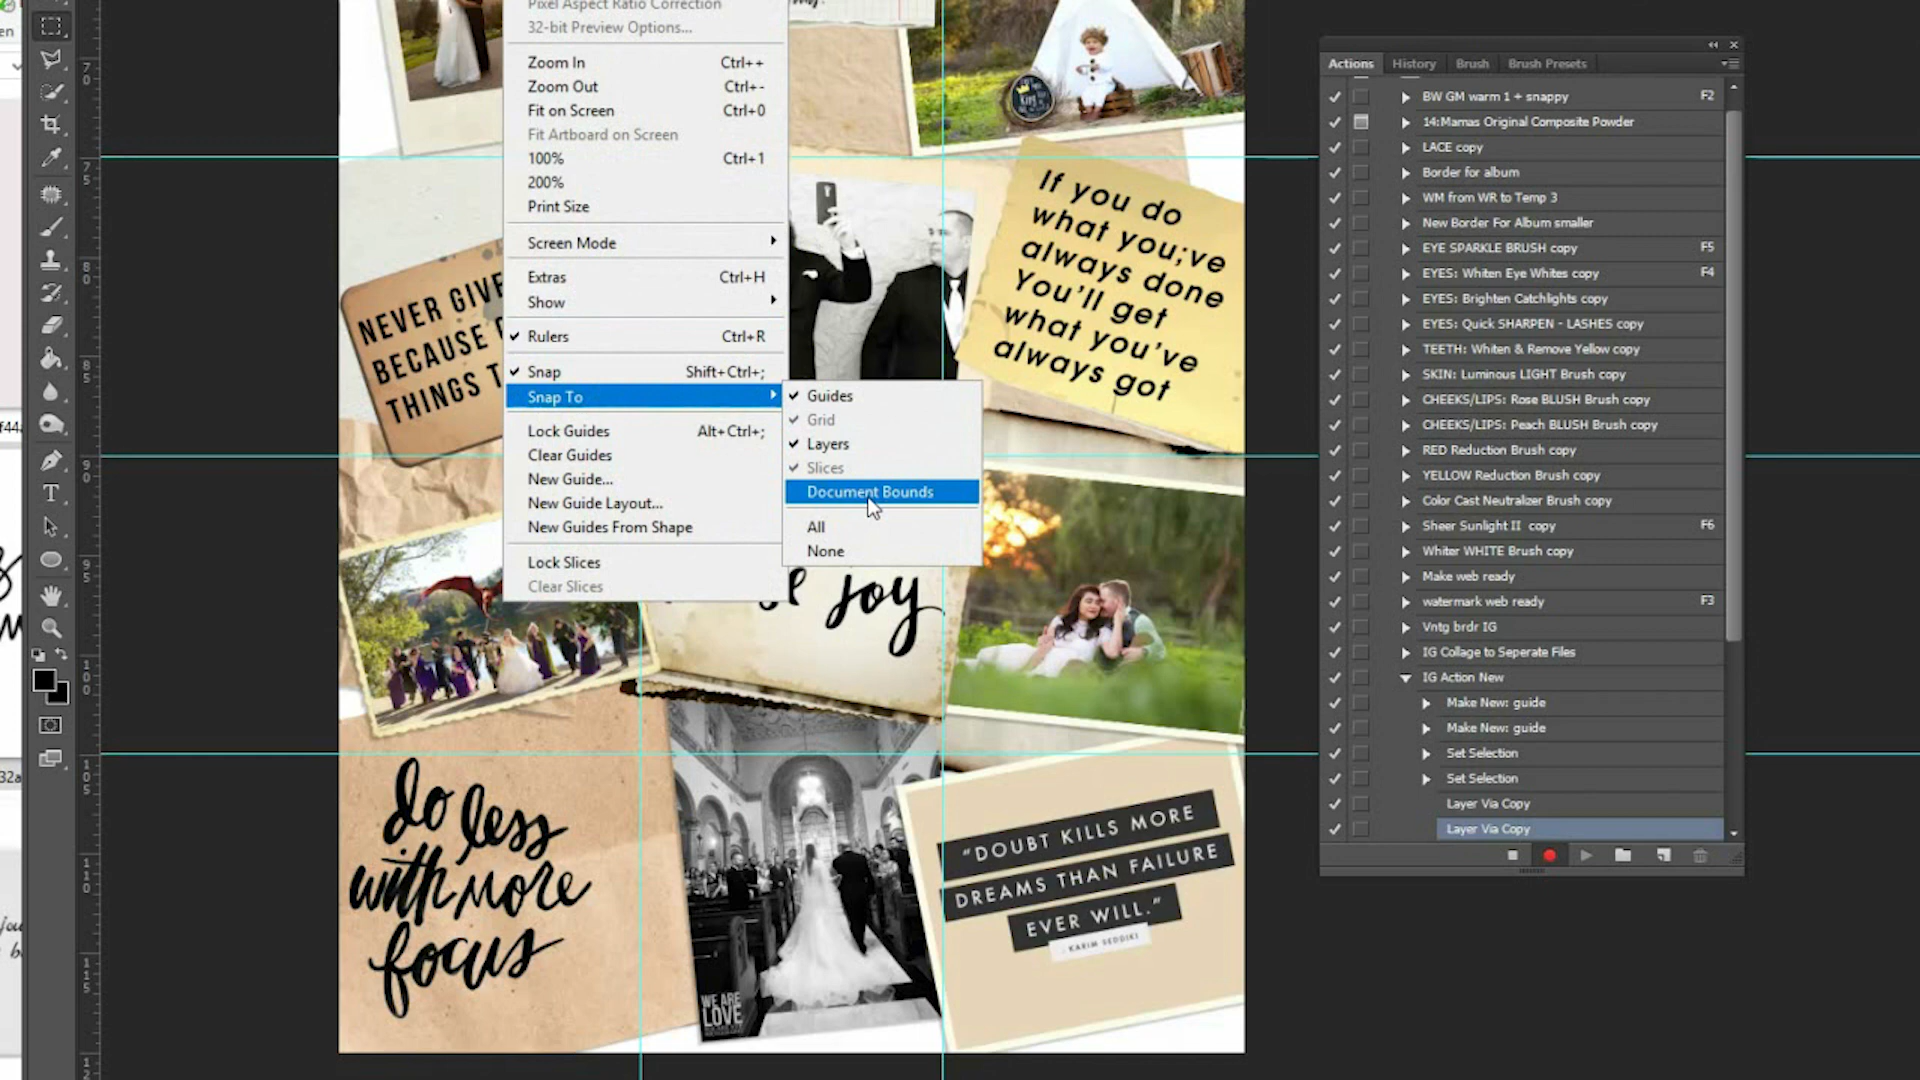 Pixel Aspect Ratio Correction
32-bit Preview Options...
Zoom In Ctrl++
Zoom Out Ctrl+-
Fit on Screen Ctrl+0
Fit Artboard on Screen
100% Ctrl+1
200%
Print Size
Screen Mode
Extras Ctrl+H
Show
Rulers Ctrl+R
Snap Shift+Ctrl+;
Snap To
Lock Guides Alt+Ctrl+;
Clear Guides
New Guide...
New Guide Layout...
New Guides From Shape
Lock Slices
Clear Slices
Guides
Grid
Layers
Slices
Document Bounds
All
None
NEVER GIVE
BECAUSE
THINGS T
If you do
what you;ve
always done
You'll get
what you've
always got
joy
do less
with more
focus
WE ARE
LOVE
"DOUBT KILLS MORE
DREAMS THAN FAILURE
EVER WILL."
- KARIM SEDDIKI
Actions History Brush Brush Presets
BW GM warm 1 + snappy F2
14:Mamas Original Composite Powder
LACE copy
Border for album
WM from WR to Temp 3
New Border For Album smaller
EYE SPARKLE BRUSH copy F5
EYES: Whiten Eye Whites copy F4
EYES: Brighten Catchlights copy
EYES: Quick SHARPEN - LASHES copy
TEETH: Whiten & Remove Yellow copy
SKIN: Luminous LIGHT Brush copy
CHEEKS/LIPS: Rose BLUSH Brush copy
CHEEKS/LIPS: Peach BLUSH Brush copy
RED Reduction Brush copy
YELLOW Reduction Brush copy
Color Cast Neutralizer Brush copy
Sheer Sunlight II copy F6
Whiter WHITE Brush copy
Make web ready
watermark web ready F3
Vntg brdr IG
IG Collage to Seperate Files
IG Action New
Make New: guide
Make New: guide
Set Selection
Set Selection
Layer Via Copy
Layer Via Copy